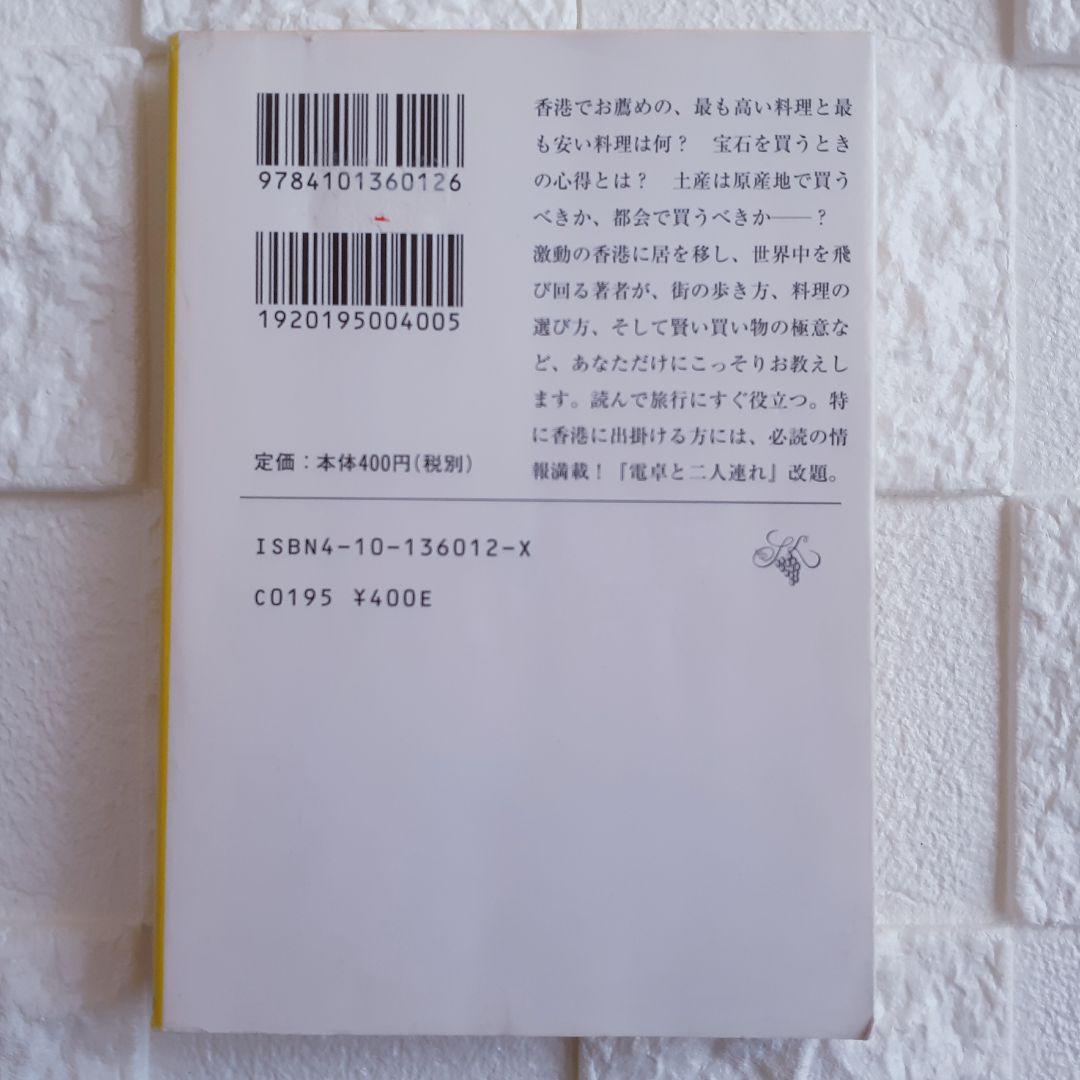 9784101360126
1920195004005
定価：本体400円(税別)
ISBN4-10-136012-X
C0195 ¥400E
香港でお薦めの、最も高い料理と最
も安い料理は何？　宝石を買うとき
の心得とは？　土産は原産地で買う
べきか、都会で買うべきか――？
激動の香港に居を移し、世界中を飛
び回る著者が、街の歩き方、料理の
選び方、そして賢い買い物の極意な
ど、あなただけにこっそりお教えし
ます。読んで旅行にすぐ役立つ。特
に香港に出掛ける方には、必読の情
報満載！『電卓と二人連れ』改題。